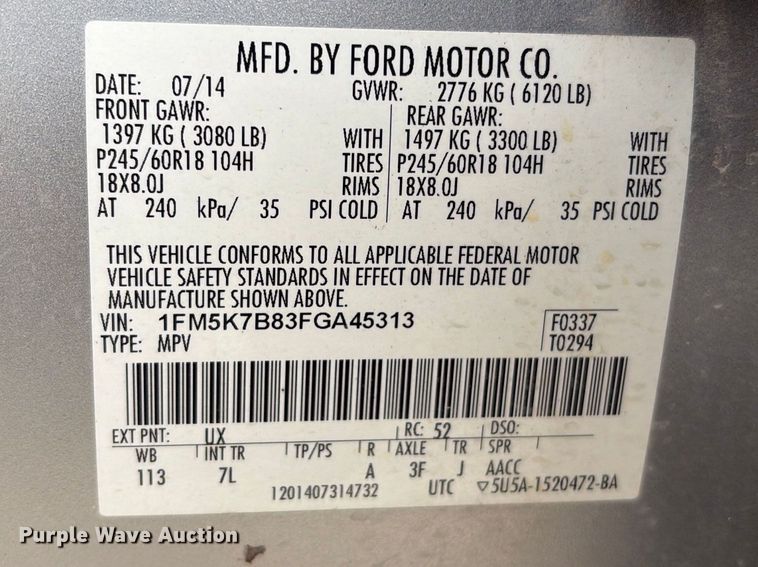 MFD. BY FORD MOTOR CO.
DATE: 07/14 GVWR: 2776 KG ( 6120 LB)
FRONT GAWR: REAR GAWR:
1397 KG ( 3080 LB) WITH 1497 KG ( 3300 LB) WITH
P245/60R18 104H TIRES P245/60R18 104H TIRES
18X8.0J RIMS 18X8.0J RIMS
AT 240 kPa/ 35 PSI COLD AT 240 kPa/ 35 PSI COLD
THIS VEHICLE CONFORMS TO ALL APPLICABLE FEDERAL MOTOR
VEHICLE SAFETY STANDARDS IN EFFECT ON THE DATE OF
MANUFACTURE SHOWN ABOVE.
VIN: 1FM5K7B83FGA45313 F0337
TYPE: MPV T0294
EXT PNT: UX RC: 52 DSO:
WB INT TR TP/PS R AXLE TR SPR
113 7L A 3F J AACC
1201407314732 UTC ▽5U5A-1520472-BA
Purple Wave Auction